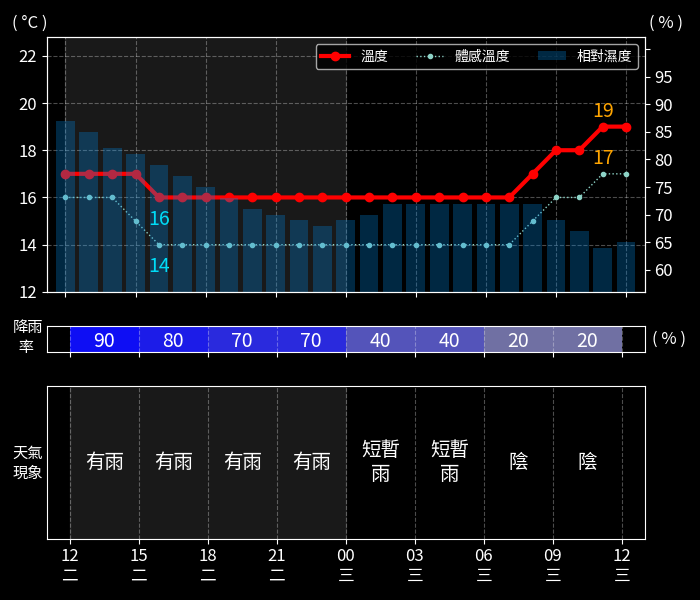 ( °C )
( % )
溫度 體感溫度 相對濕度
22
20
18
16
14
12
95
90
85
80
75
70
65
60
19
17
16
14
降雨
率
90 80 70 70 40 40 20 20
( % )
天氣
現象
有雨 有雨 有雨 有雨 短暫
雨 短暫
雨 陰 陰
12 15 18 21 00 03 06 09 12
二 二 二 二 三 三 三 三 三